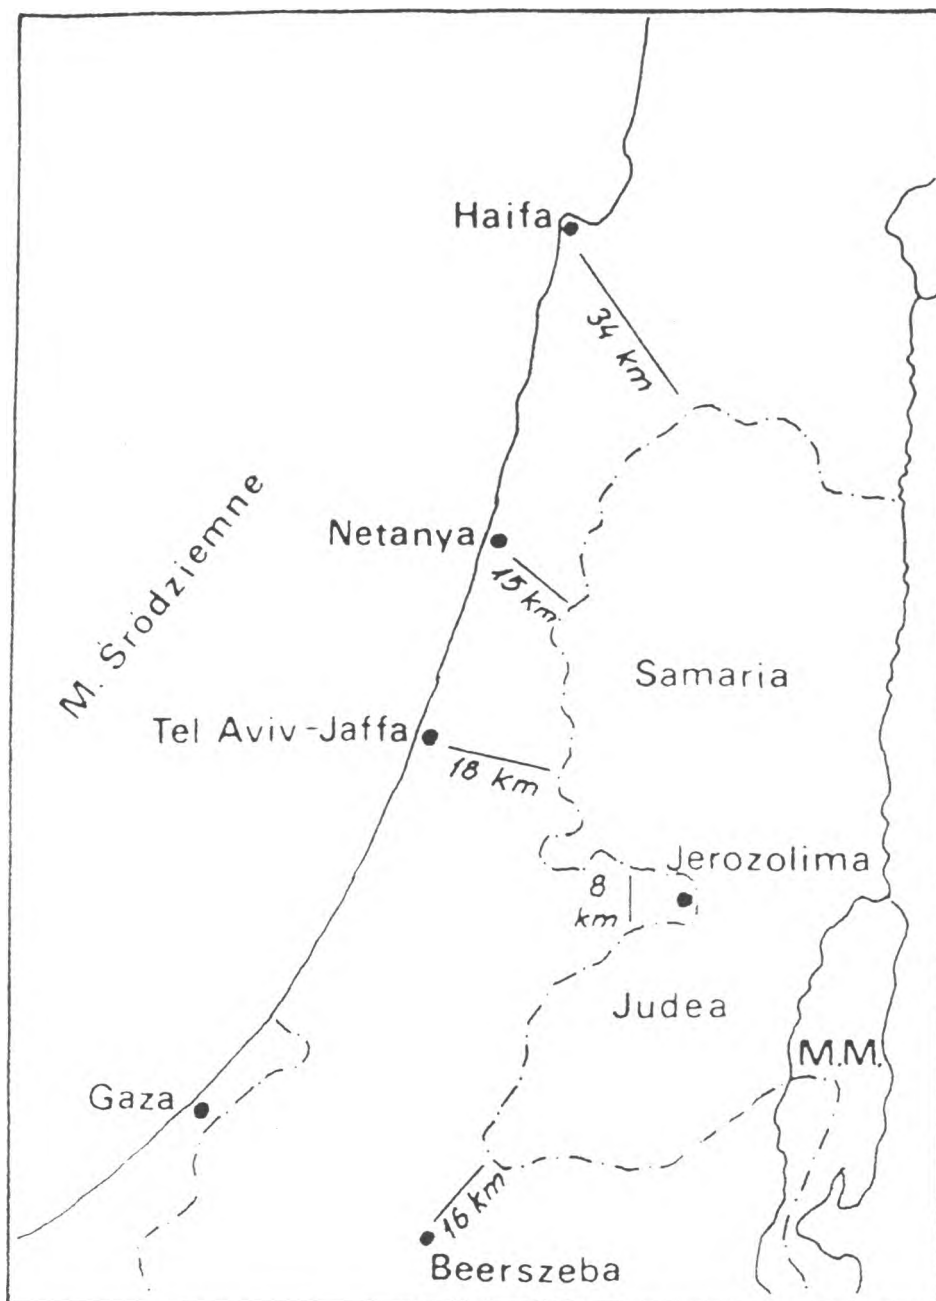 Haifa
34 km
Netanya
15 km
M. Śródziemne
Samaria
Tel Aviv-Jaffa
18 km
Jerozolima
8
km
Judea
M.M.
Gaza
16 km
Beerszeba